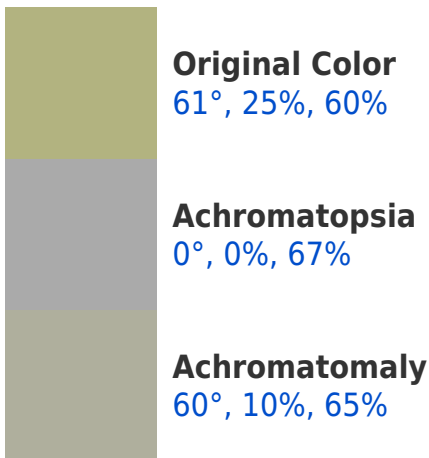 Original Color
61°, 25%, 60%
Achromatopsia
0°, 0%, 67%
Achromatomaly
60°, 10%, 65%